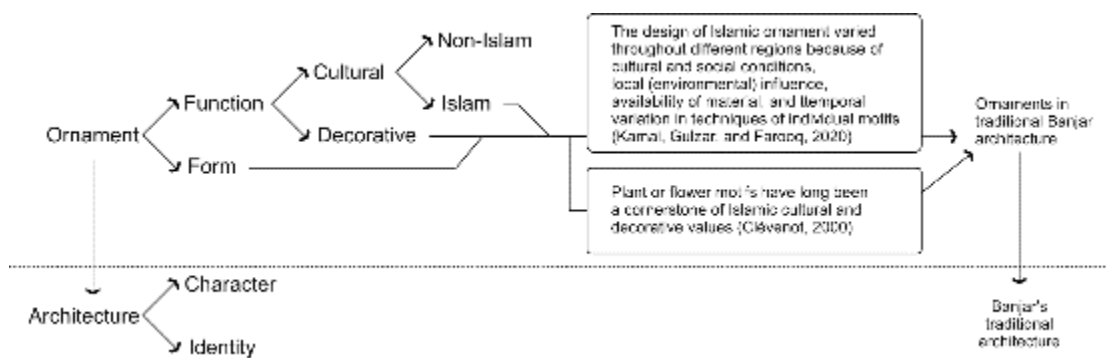 Non-Islam
Cultural
Function
Islam
Ornament
Decorative
Form
The design of Islamic ornament varied
throughout different regions because of
cultural and social conditions,
local (environmental) influence,
availability of material, and ttemporal
variation in techniques of individual motifs
(Kamal, Gulzar, and Farooq, 2020)
Plant or flower motifs have long been
a cornerstone of Islamic cultural and
decorative values (Clévenot, 2000)
Ornaments in
traditional Banjar
architecture
Character
Architecture
Identity
Banjar's
traditional
architecture